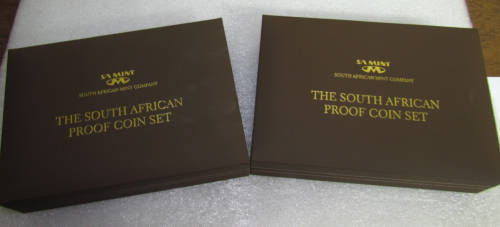 SA MINT
SOUTH AFRICAN MINT COMPANY
THE SOUTH AFRICAN
PROOF COIN SET
SA MINT
SOUTH AFRICAN MINT COMPANY
THE SOUTH AFRICAN
PROOF COIN SET